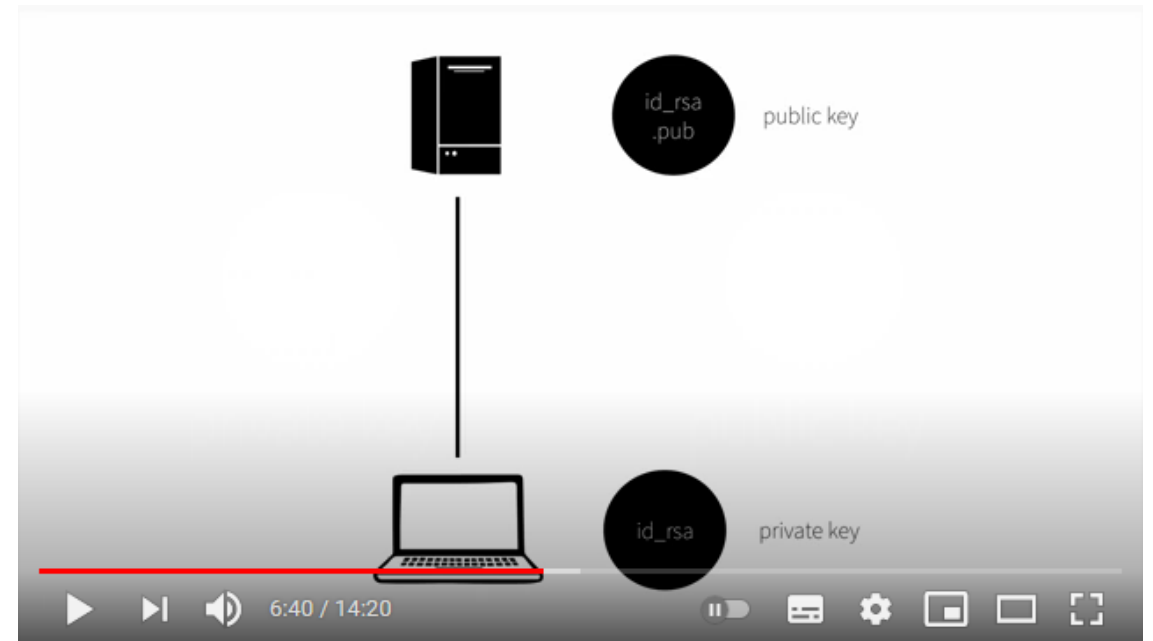 id_rsa
.pub
public key
id_rsa
private key
6:40 / 14:20